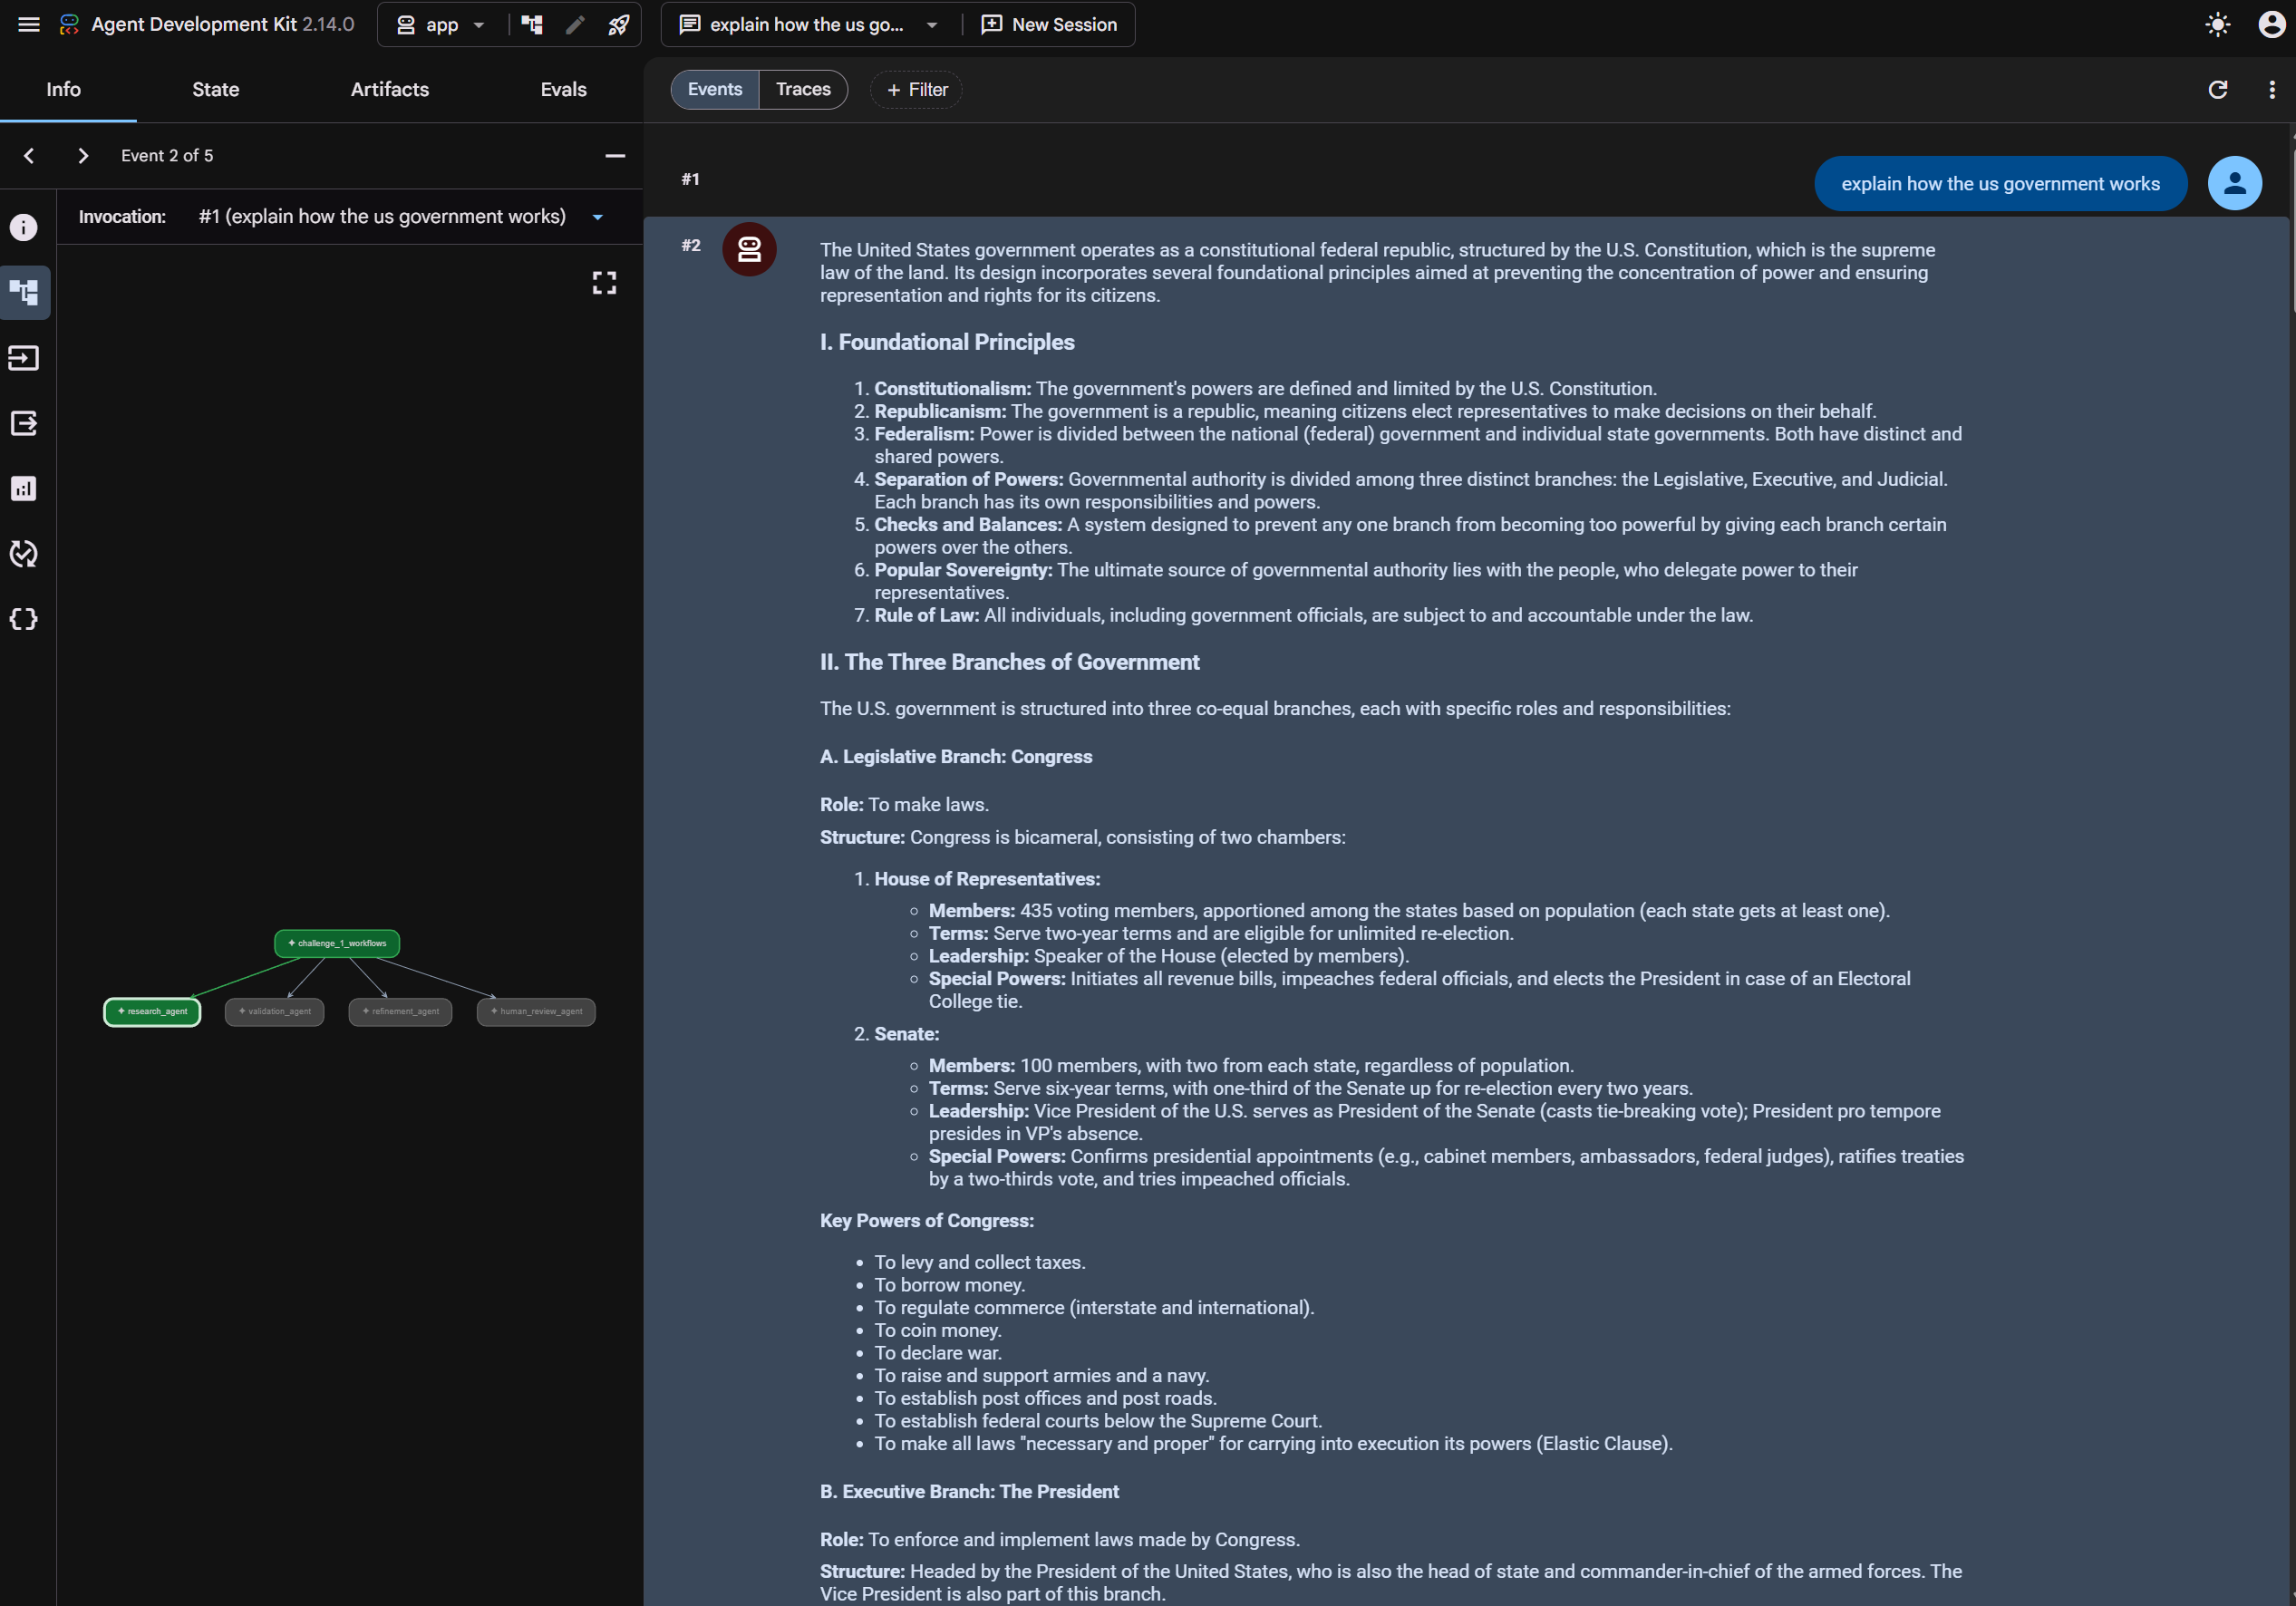 Agent Development Kit 2.14.0
app
explain how the us go...
New Session
Info
State
Artifacts
Evals
Events
Traces
+ Filter
Event 2 of 5
Invocation: #1 (explain how the us government works)
challenge_1_workflows
research_agent
validation_agent
refinement_agent
human_review_agent
#1
explain how the us government works
#2
The United States government operates as a constitutional federal republic, structured by the U.S. Constitution, which is the supreme
law of the land. Its design incorporates several foundational principles aimed at preventing the concentration of power and ensuring
representation and rights for its citizens.
I. Foundational Principles
1. Constitutionalism: The government's powers are defined and limited by the U.S. Constitution.
2. Republicanism: The government is a republic, meaning citizens elect representatives to make decisions on their behalf.
3. Federalism: Power is divided between the national (federal) government and individual state governments. Both have distinct and
shared powers.
4. Separation of Powers: Governmental authority is divided among three distinct branches: the Legislative, Executive, and Judicial.
Each branch has its own responsibilities and powers.
5. Checks and Balances: A system designed to prevent any one branch from becoming too powerful by giving each branch certain
powers over the others.
6. Popular Sovereignty: The ultimate source of governmental authority lies with the people, who delegate power to their
representatives.
7. Rule of Law: All individuals, including government officials, are subject to and accountable under the law.
II. The Three Branches of Government
The U.S. government is structured into three co-equal branches, each with specific roles and responsibilities:
A. Legislative Branch: Congress
Role: To make laws.
Structure: Congress is bicameral, consisting of two chambers:
1. House of Representatives:
Members: 435 voting members, apportioned among the states based on population (each state gets at least one).
Terms: Serve two-year terms and are eligible for unlimited re-election.
Leadership: Speaker of the House (elected by members).
Special Powers: Initiates all revenue bills, impeaches federal officials, and elects the President in case of an Electoral
College tie.
2. Senate:
Members: 100 members, with two from each state, regardless of population.
Terms: Serve six-year terms, with one-third of the Senate up for re-election every two years.
Leadership: Vice President of the U.S. serves as President of the Senate (casts tie-breaking vote); President pro tempore
presides in VP's absence.
Special Powers: Confirms presidential appointments (e.g., cabinet members, ambassadors, federal judges), ratifies treaties
by a two-thirds vote, and tries impeached officials.
Key Powers of Congress:
To levy and collect taxes.
To borrow money.
To regulate commerce (interstate and international).
To coin money.
To declare war.
To raise and support armies and a navy.
To establish post offices and post roads.
To establish federal courts below the Supreme Court.
To make all laws "necessary and proper" for carrying into execution its powers (Elastic Clause).
B. Executive Branch: The President
Role: To enforce and implement laws made by Congress.
Structure: Headed by the President of the United States, who is also the head of state and commander-in-chief of the armed forces. The
Vice President is also part of this branch.